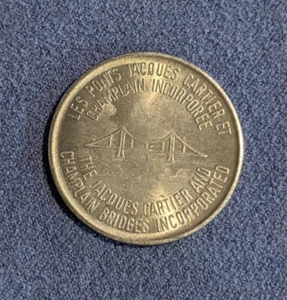 LES PONTS JACQUES CARTIER ET
CHAMPLAIN INCORPORÉE
THE JACQUES CARTIER AND
CHAMPLAIN BRIDGES INCORPORATED